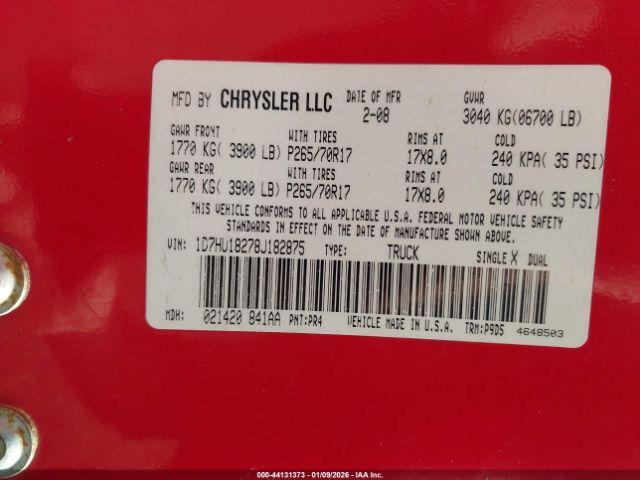 MFD BY CHRYSLER LLC DATE OF MFR 2-08 GVWR 3040 KG(06700 LB)
GAWR FRONT WITH TIRES RIMS AT COLD
1770 KG( 3900 LB) P265/70R17 17X8.0 240 KPA( 35 PSI)
GAWR REAR WITH TIRES RIMS AT COLD
1770 KG( 3900 LB) P265/70R17 17X8.0 240 KPA( 35 PSI)
THIS VEHICLE CONFORMS TO ALL APPLICABLE U.S.A. FEDERAL MOTOR VEHICLE SAFETY
STANDARDS IN EFFECT ON THE DATE OF MANUFACTURE SHOWN ABOVE.
VIN: 1D7HU18278J182875 TYPE: TRUCK SINGLE X DUAL
MDH: 021420 841AA PNT:PR4 VEHICLE MADE IN U.S.A. TRM:P9D5 4648503
000-44131373 - 01/09/2026 - IAA Inc.